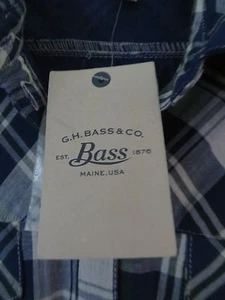 G.H. BASS & CO.
EST. Bass 1876
MAINE, USA